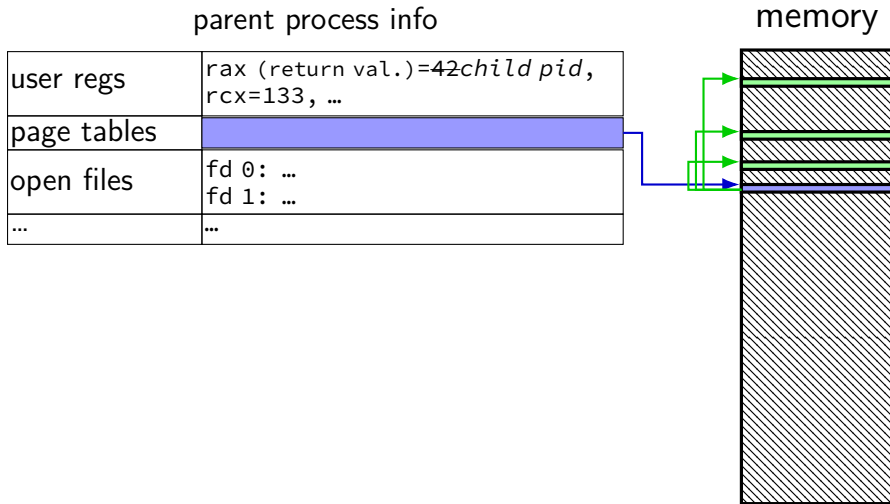 parent process info
memory
user regs
rax (return val.)=42child pid,
rcx=133, …
page tables
open files
fd 0: …
fd 1: …
…
…